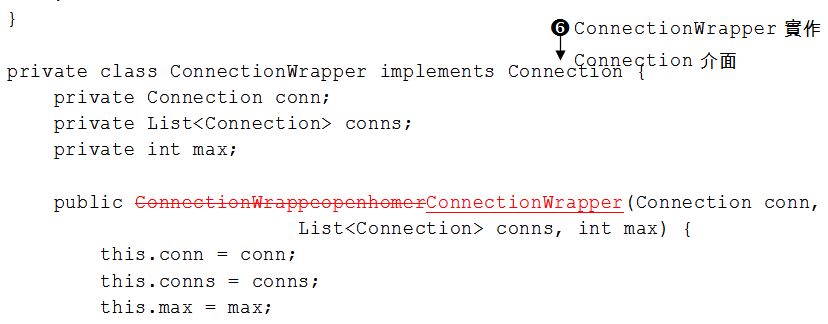 }
❻ ConnectionWrapper 實作
Connection 介面
private class ConnectionWrapper implements Connection {
    private Connection conn;
    private List<Connection> conns;
    private int max;
    public ConnectionWrappeopenhomerConnectionWrapper(Connection conn,
                     List<Connection> conns, int max) {
        this.conn = conn;
        this.conns = conns;
        this.max = max;